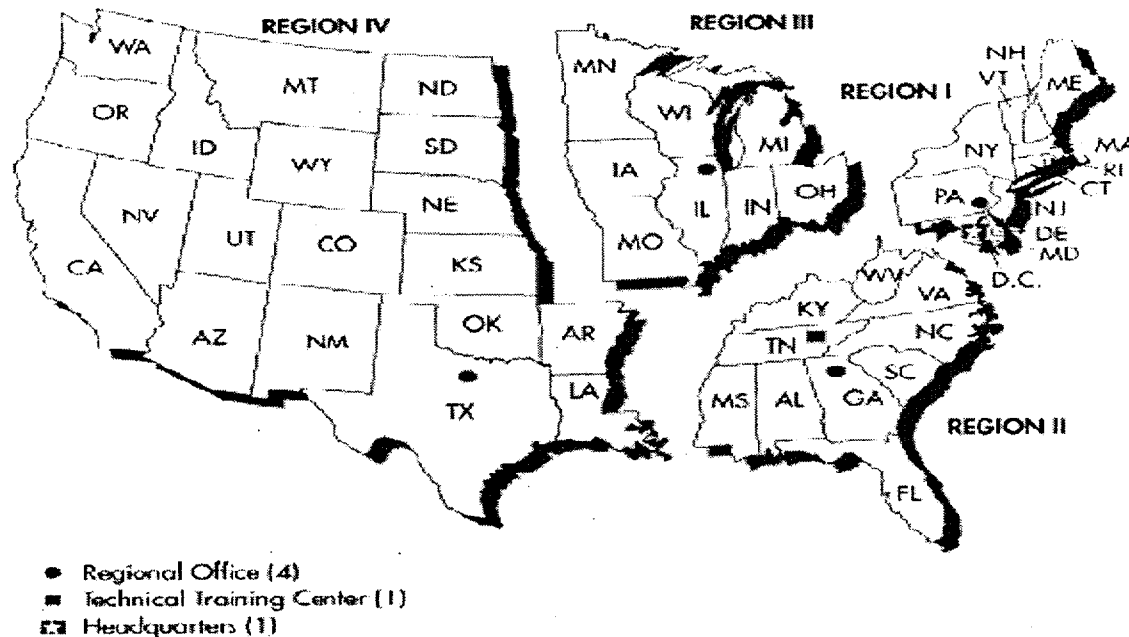 REGION IV
REGION III
REGION I
REGION II
WA
MT
ND
OR
ID
SD
WY
NE
NV
UT
CO
KS
CA
AZ
NM
OK
AR
TX
LA
MN
WI
MI
IA
IL
IN
OH
MO
NH
VT
ME
NY
MA
RI
CT
PA
NJ
DE
MD
D.C.
WV
VA
KY
NC
TN
SC
MS
AL
GA
FL
Regional Office (4)
Technical Training Center (1)
Headquarters (1)